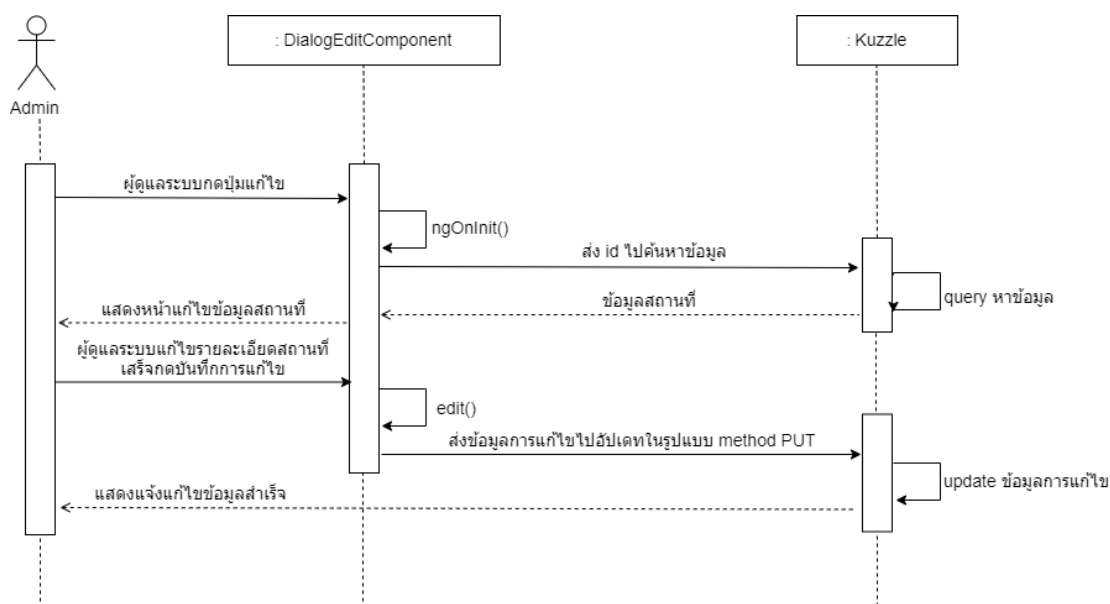 : DialogEditComponent
: Kuzzle
Admin
ผู้ดูแลระบบกดปุ่มแก้ไข
ngOnInit()
ส่ง id ไปค้นหาข้อมูล
query หาข้อมูล
ข้อมูลสถานที่
แสดงหน้าแก้ไขข้อมูลสถานที่
ผู้ดูแลระบบแก้ไขรายละเอียดสถานที่
เสร็จกดบันทึกการแก้ไข
edit()
ส่งข้อมูลการแก้ไขไปอัปเดทในรูปแบบ method PUT
update ข้อมูลการแก้ไข
แสดงแจ้งแก้ไขข้อมูลสำเร็จ